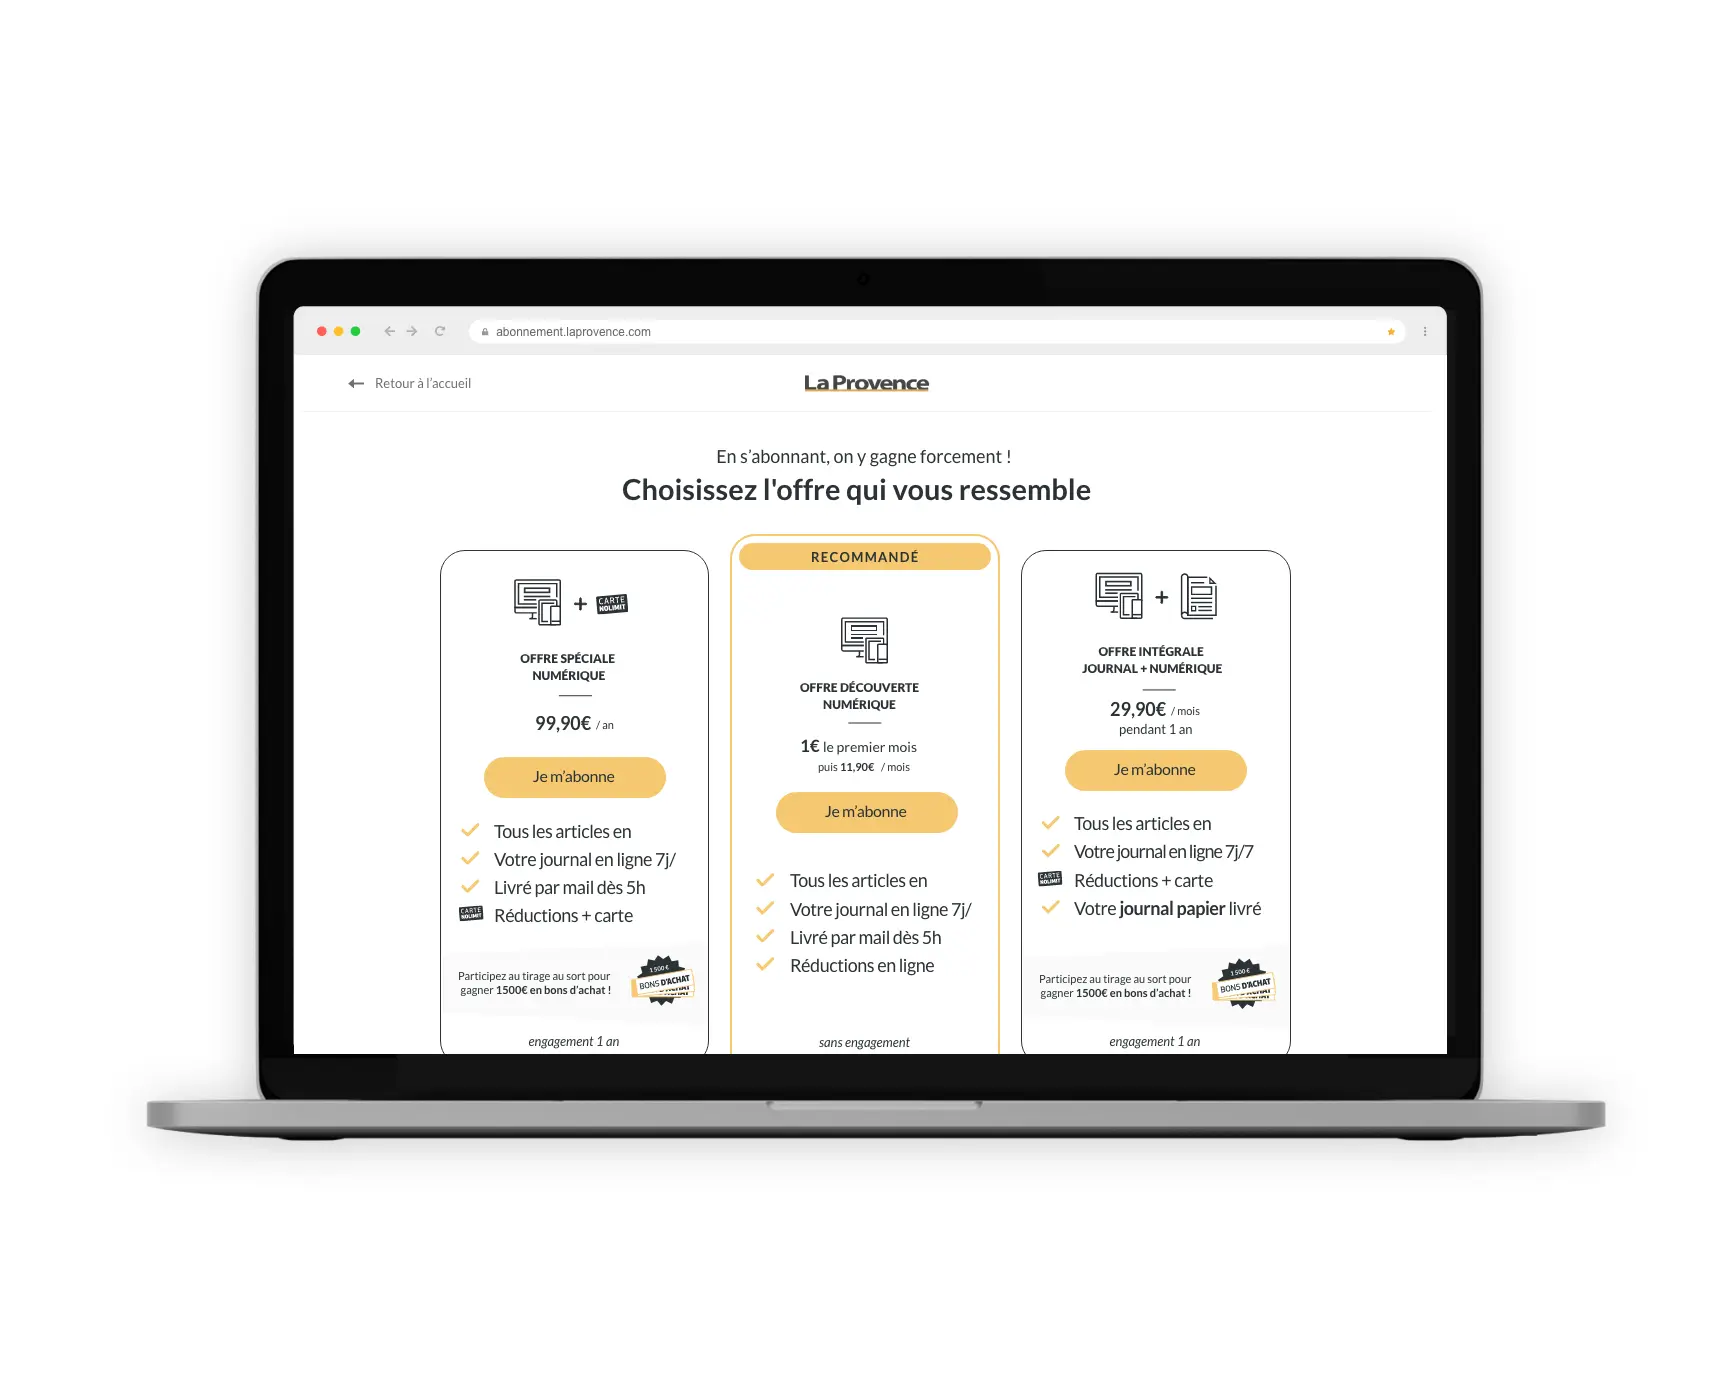 abonnement.laprovence.com
Retour à l'accueil
La Provence
En s'abonnant, on y gagne forcement !
Choisissez l'offre qui vous ressemble
CARTE
NOLIMIT
OFFRE SPÉCIALE
NUMÉRIQUE
99,90€ / an
Je m'abonne
Tous les articles en
Votre journal en ligne 7j/
Livré par mail dès 5h
CARTE
NOLIMIT
Réductions + carte
Participez au tirage au sort pour
gagner 1500€ en bons d'achat !
1 500 €
BONS D'ACHAT
engagement 1 an
RECOMMANDÉ
OFFRE DÉCOUVERTE
NUMÉRIQUE
1€ le premier mois
puis 11,90€ / mois
Je m'abonne
Tous les articles en
Votre journal en ligne 7j/
Livré par mail dès 5h
Réductions en ligne
sans engagement
OFFRE INTÉGRALE
JOURNAL + NUMÉRIQUE
29,90€ / mois
pendant 1 an
Je m'abonne
Tous les articles en
Votre journal en ligne 7j/7
CARTE
NOLIMIT
Réductions + carte
Votre journal papier livré
Participez au tirage au sort pour
gagner 1500€ en bons d'achat !
1 500 €
BONS D'ACHAT
engagement 1 an